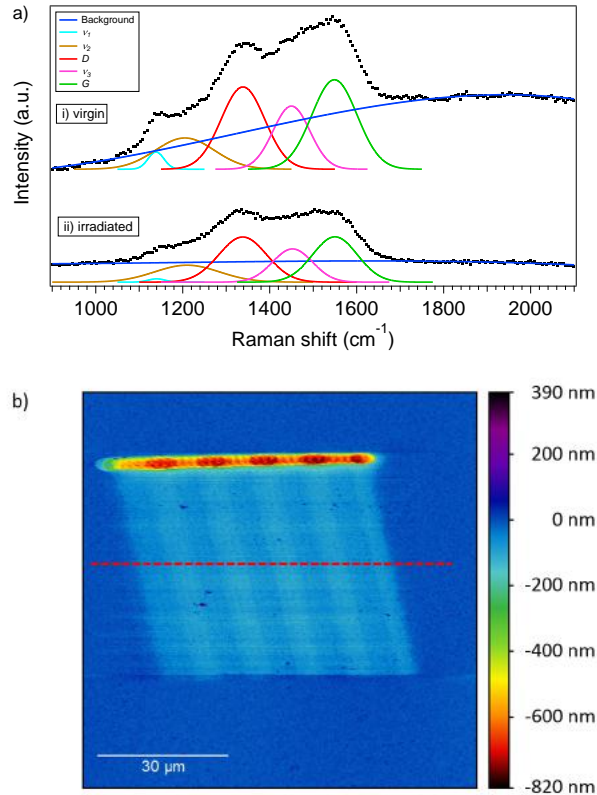 a)
Background
ν₁
ν₂
D
ν₃
G
i) virgin
ii) irradiated
Intensity (a.u.)
1000 1200 1400 1600 1800 2000
Raman shift (cm⁻¹)
b)
390 nm
200 nm
0 nm
-200 nm
-400 nm
-600 nm
-820 nm
30 µm